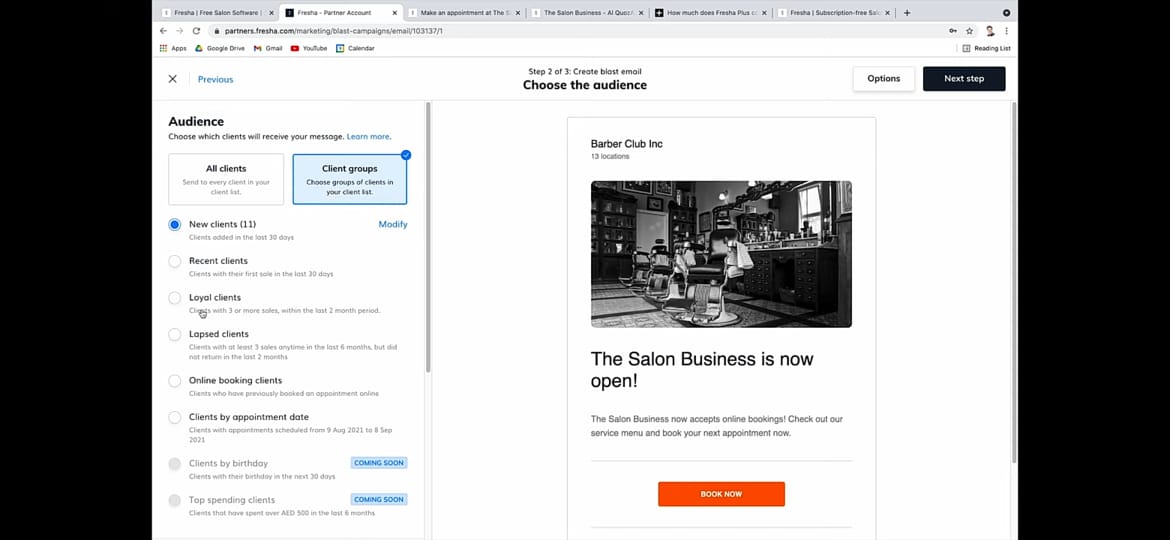 Fresha | Free Salon Software |
Fresha - Partner Account
Make an appointment at The S
The Salon Business - Al Quoz
How much does Fresha Plus c
Fresha | Subscription-free Sal
partners.fresha.com/marketing/blast-campaigns/email/103137/1
Apps
Google Drive
Gmail
YouTube
Calendar
Reading List
Previous
Step 2 of 3: Create blast email
Choose the audience
Options
Next step
Audience
Choose which clients will receive your message. Learn more.
All clients
Send to every client in your
client list.
Client groups
Choose groups of clients in
your client list.
New clients (11)
Modify
Clients added in the last 30 days
Recent clients
Clients with their first sale in the last 30 days
Loyal clients
Clients with 3 or more sales, within the last 2 month period.
Lapsed clients
Clients with at least 3 sales anytime in the last 6 months, but did
not return in the last 2 months
Online booking clients
Clients who have previously booked an appointment online
Clients by appointment date
Clients with appointments scheduled from 9 Aug 2021 to 8 Sep
2021
Clients by birthday
COMING SOON
Clients with their birthday in the next 30 days
Top spending clients
COMING SOON
Clients that have spent over AED 500 in the last 6 months
Barber Club Inc
13 locations
The Salon Business is now
open!
The Salon Business now accepts online bookings! Check out our
service menu and book your next appointment now.
BOOK NOW